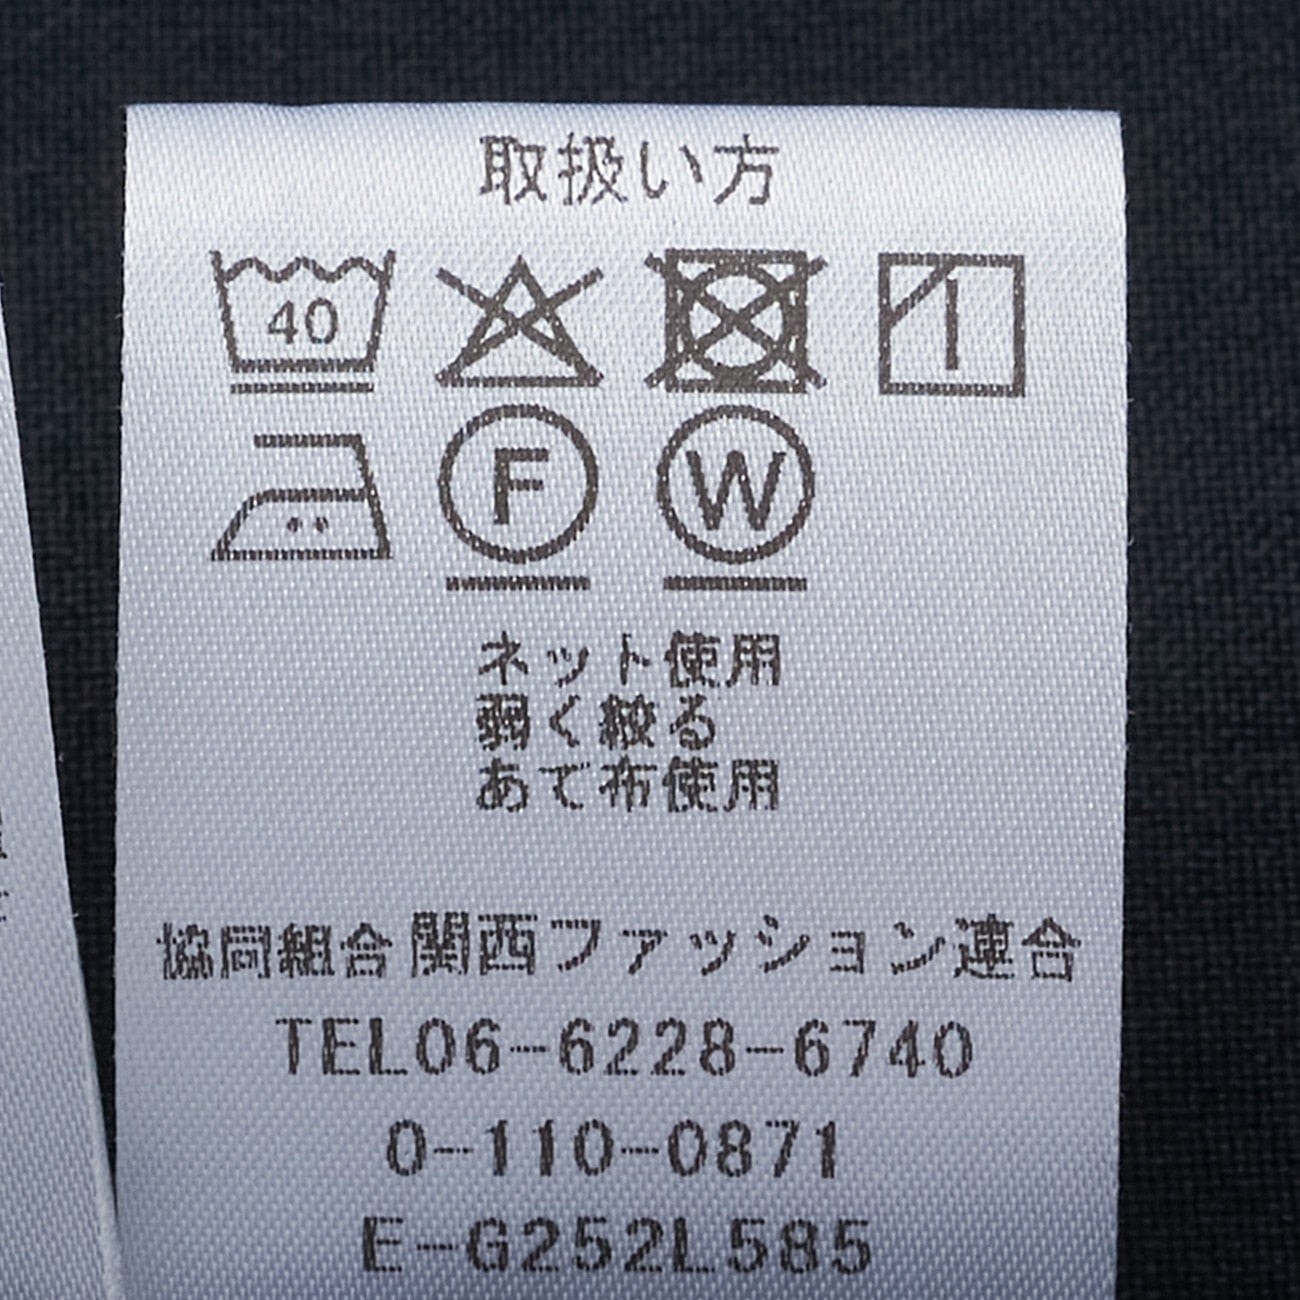 取扱い方
40
F W
ネット使用
弱く絞る
あて布使用
協同組合関西ファッション連合
TEL06-6228-6740
0-110-0871
E-G252L585